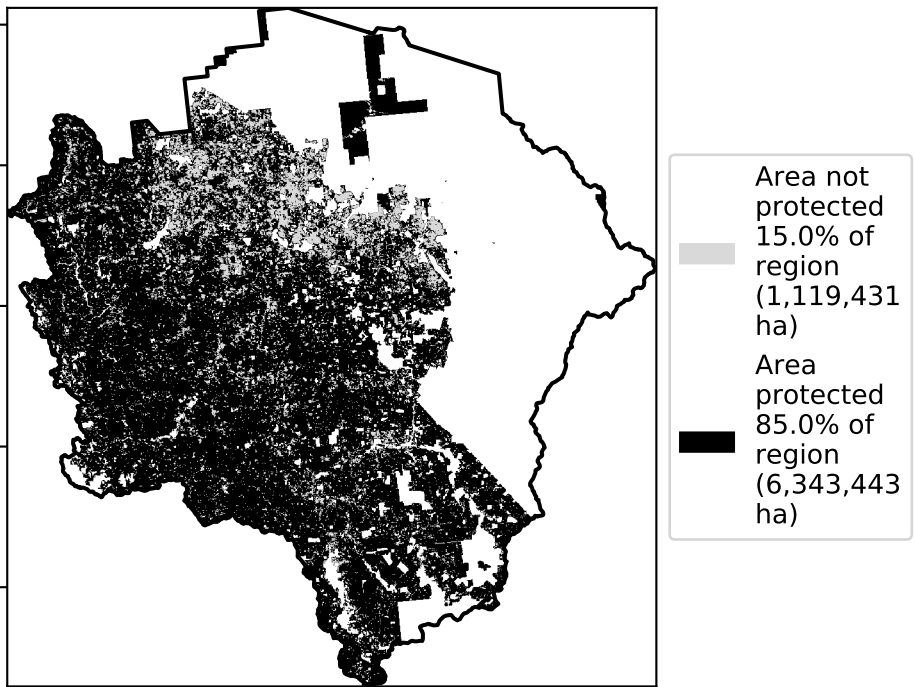 Area not
protected
15.0% of
region
(1,119,431
ha)
Area
protected
85.0% of
region
(6,343,443
ha)